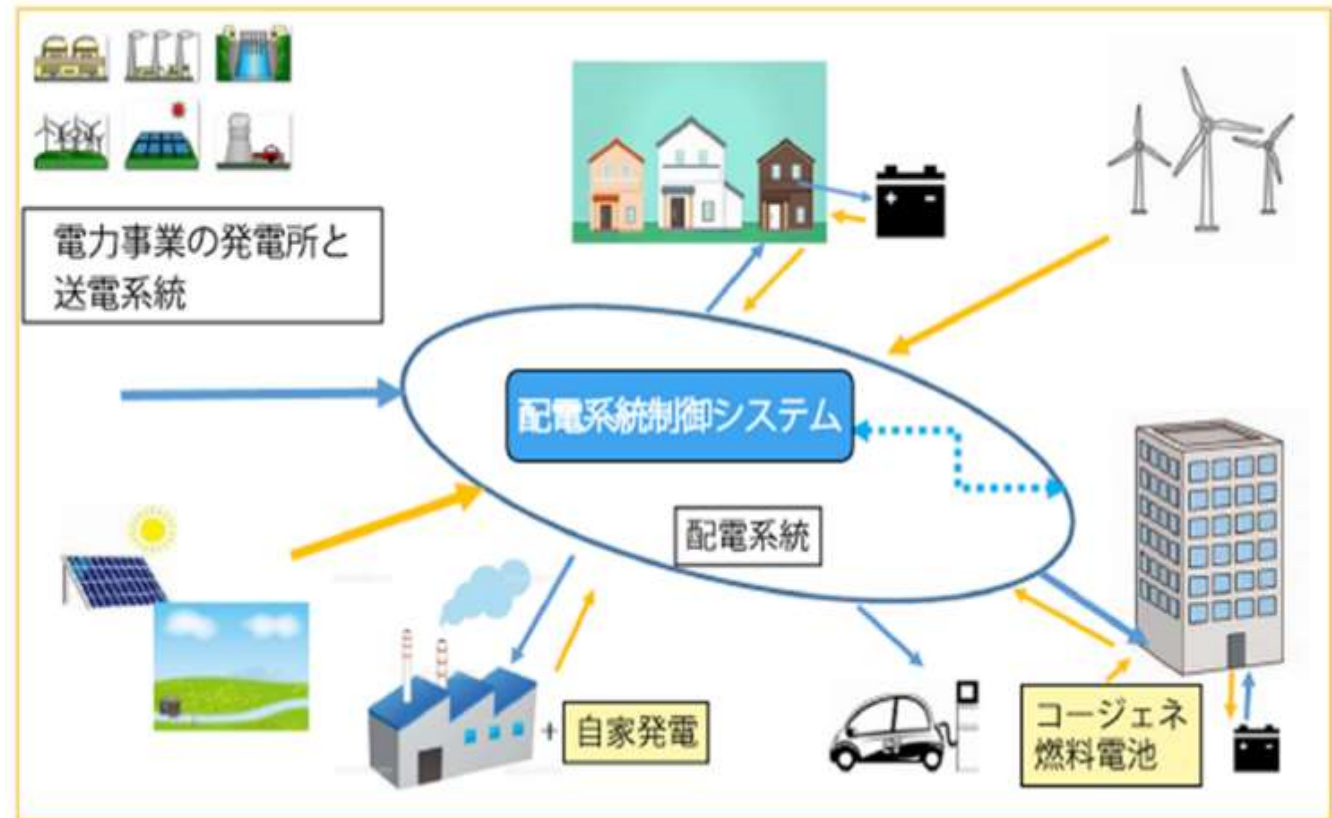 電力事業の発電所と
送電系統
配電系統制御システム
配電系統
+ 自家発電
コージェネ
燃料電池